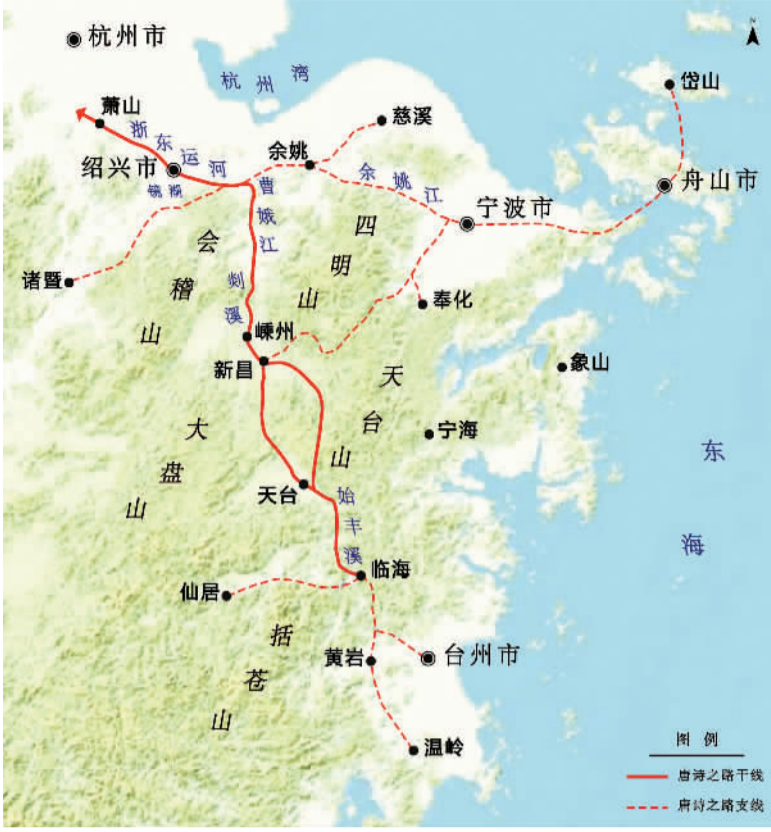 杭州市
杭州湾
岱山
萧山
慈溪
浙东运河
余姚
绍兴市
镜湖
曹娥江
余姚江
舟山市
宁波市
四明山
会稽山
诸暨
剡溪
奉化
嵊州
新昌
象山
天台山
大盘山
宁海
东海
天台
始丰溪
临海
仙居
括苍山
黄岩
台州市
温岭
图例
唐诗之路干线
唐诗之路支线